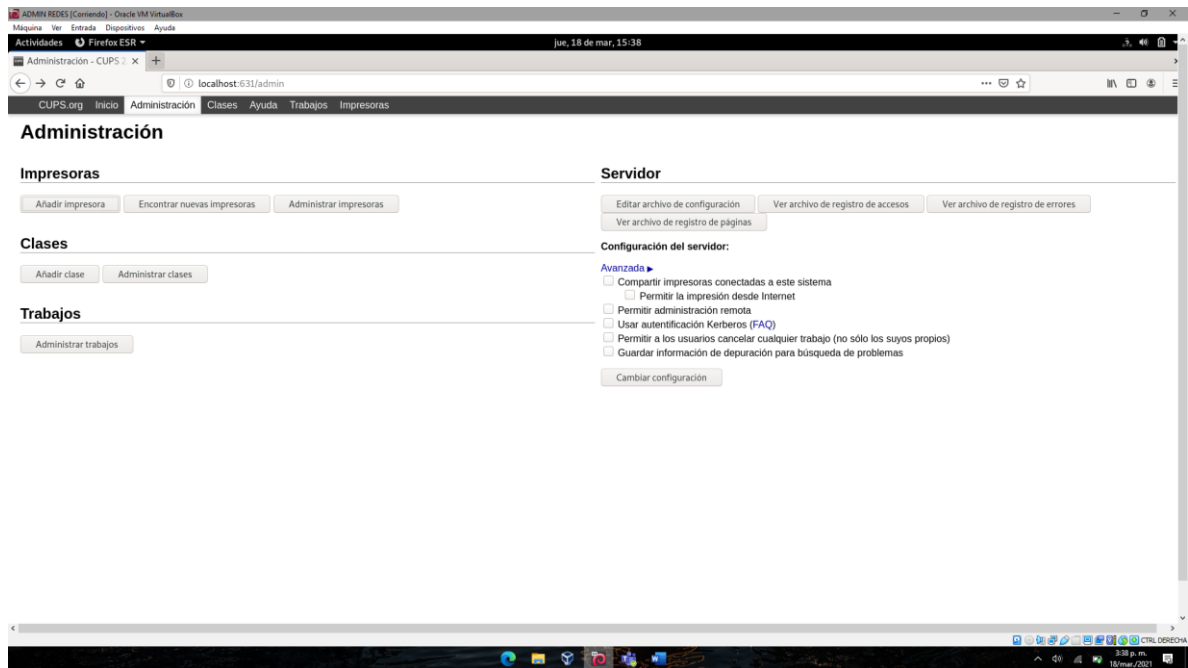 ADMIN REDES [Corriendo] - Oracle VM VirtualBox
Máquina Ver Entrada Dispositivos Ayuda
Actividades Firefox ESR jue, 18 de mar, 15:38
Administración - CUPS 2
localhost:631/admin
CUPS.org Inicio Administración Clases Ayuda Trabajos Impresoras
Administración
Impresoras
Añadir impresora Encontrar nuevas impresoras Administrar impresoras
Clases
Añadir clase Administrar clases
Trabajos
Administrar trabajos
Servidor
Editar archivo de configuración Ver archivo de registro de accesos Ver archivo de registro de errores
Ver archivo de registro de páginas
Configuración del servidor:
Avanzada ▶
Compartir impresoras conectadas a este sistema
Permitir la impresión desde Internet
Permitir administración remota
Usar autentificación Kerberos (FAQ)
Permitir a los usuarios cancelar cualquier trabajo (no sólo los suyos propios)
Guardar información de depuración para búsqueda de problemas
Cambiar configuración
CTRL DERECHA
3:38 p. m.
18/mar./2021